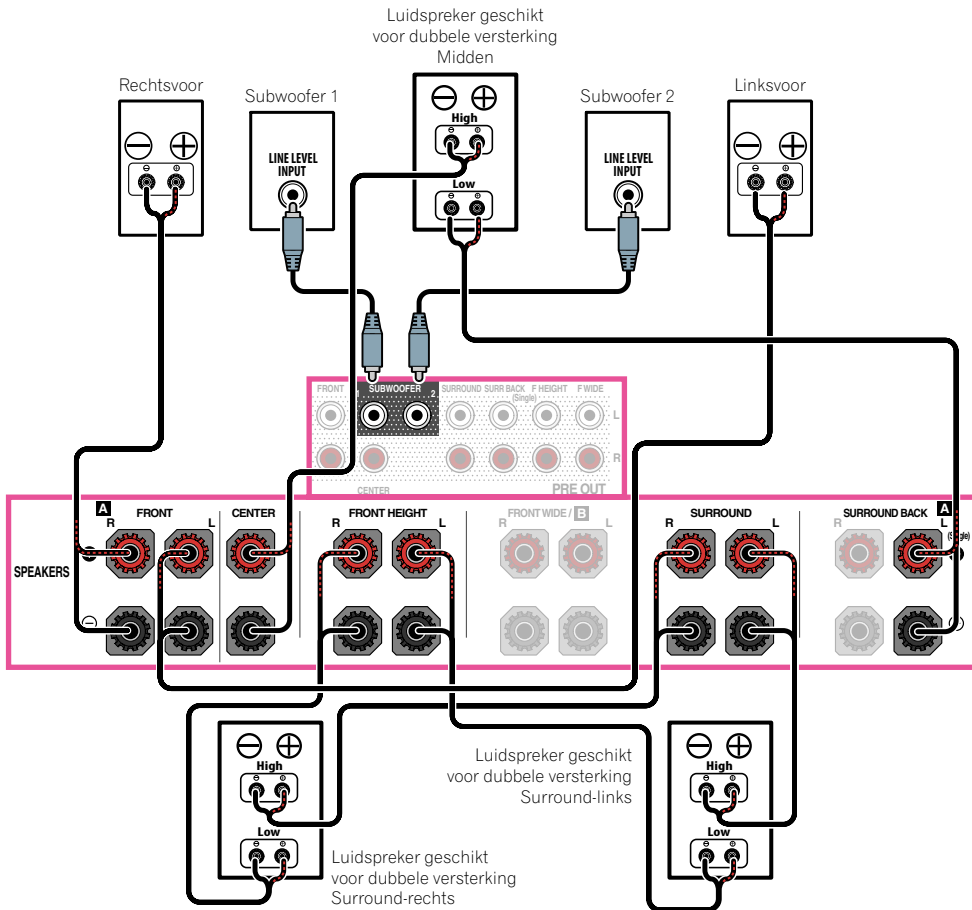 Luidspreker geschikt
voor dubbele versterking
Midden
Rechtsvoor
Subwoofer 1
Subwoofer 2
Linksvoor
High
Low
LINE LEVEL
INPUT
LINE LEVEL
INPUT
FRONT
1 SUBWOOFER 2
SURROUND
SURR BACK
(Single)
F HEIGHT
F WIDE
L
R
CENTER
PRE OUT
SPEAKERS
A
R FRONT L
CENTER
R FRONT HEIGHT L
R FRONT WIDE / B L
R SURROUND L
R SURROUND BACK L
A
(Single)
High
Low
Luidspreker geschikt
voor dubbele versterking
Surround-links
High
Low
Luidspreker geschikt
voor dubbele versterking
Surround-rechts